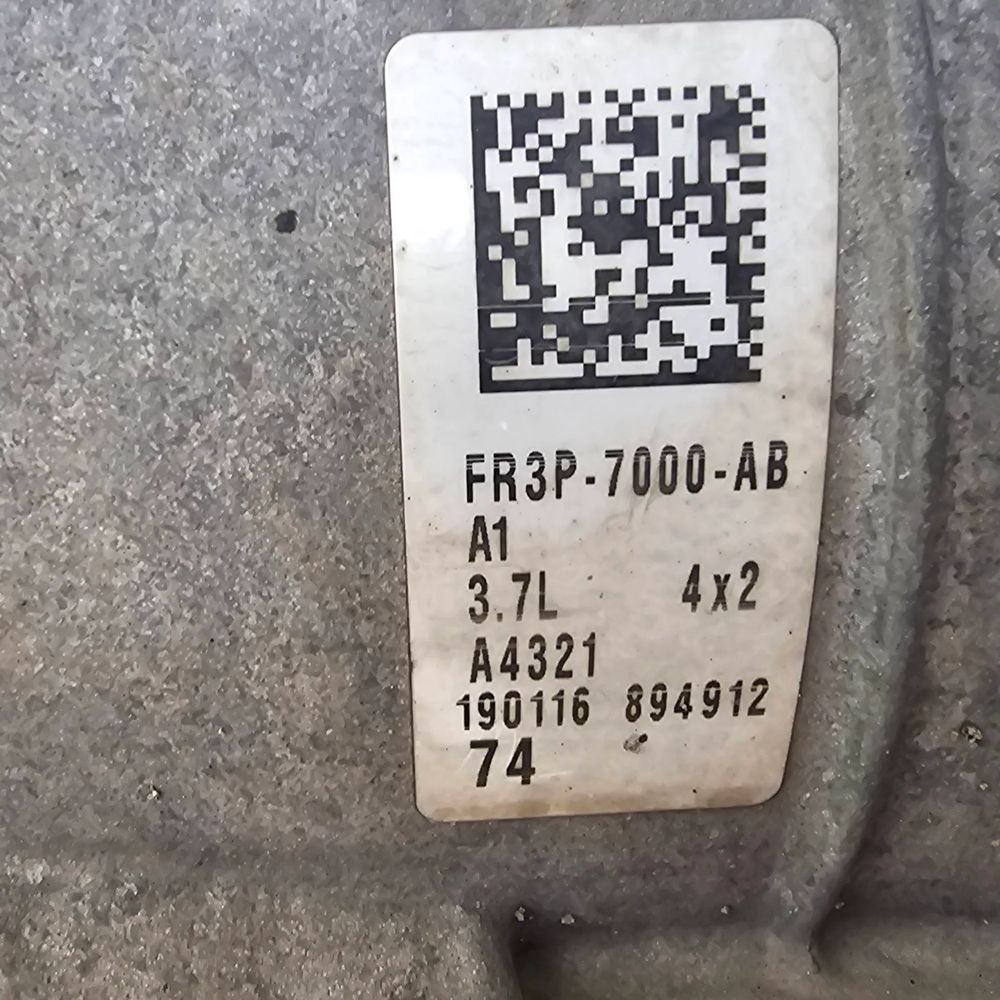 FR3P-7000-AB
A1
3.7L 4x2
A4321
190116 894912
74